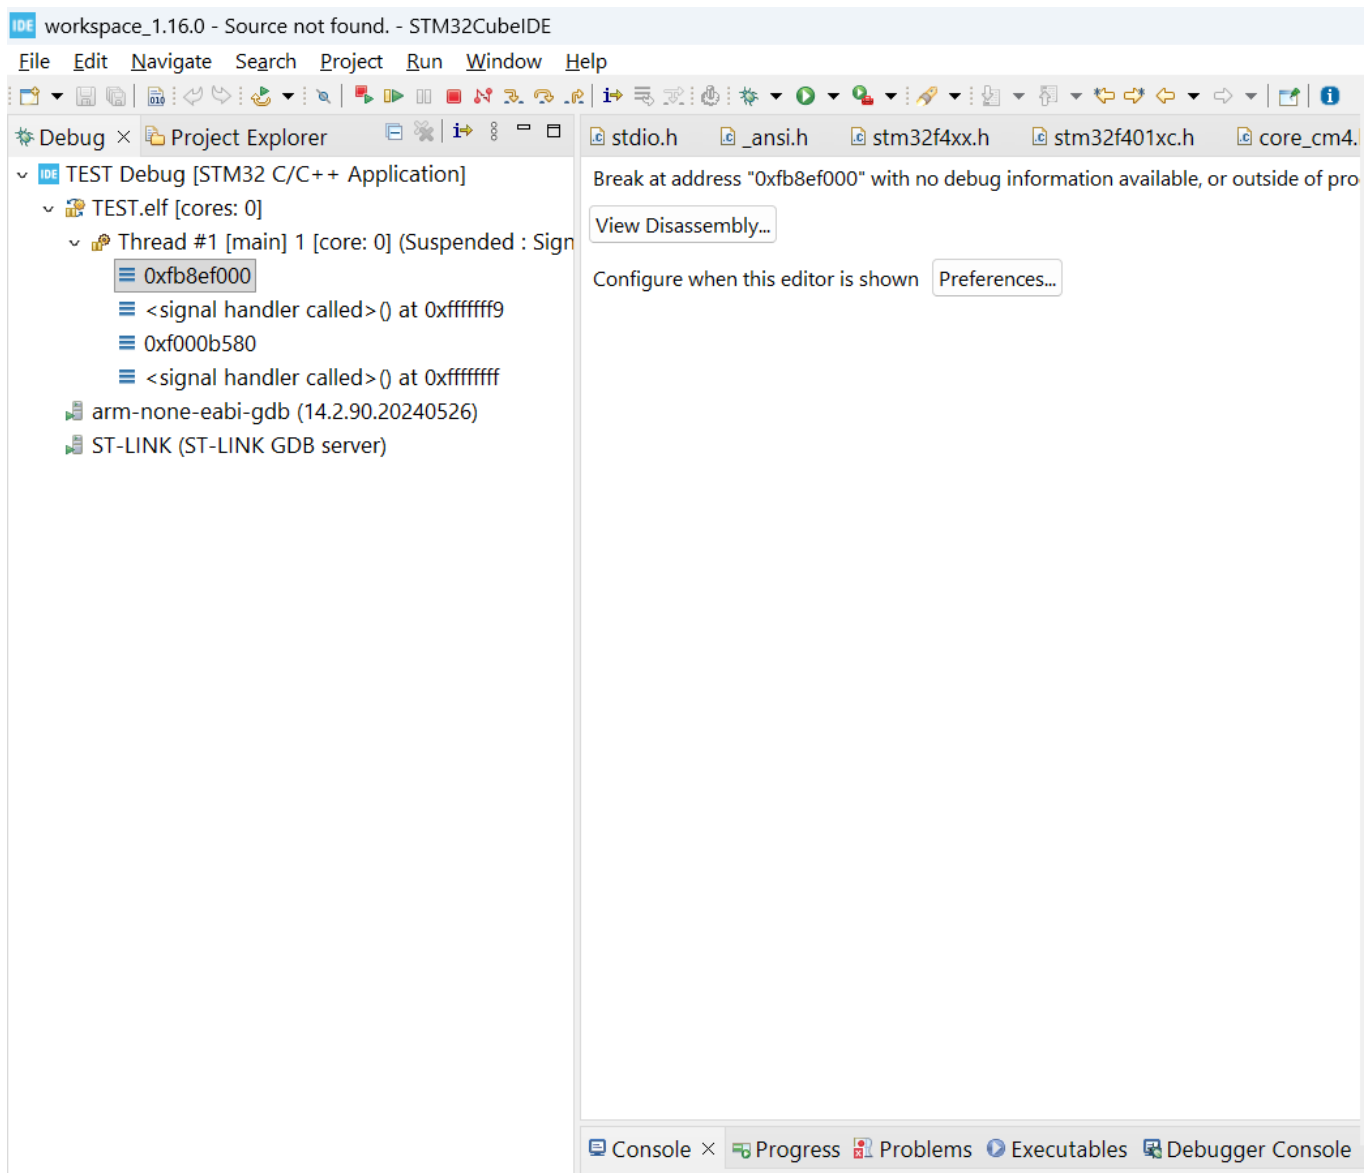 IDE workspace_1.16.0 - Source not found. - STM32CubeIDE
File Edit Navigate Search Project Run Window Help
Debug Project Explorer
stdio.h _ansi.h stm32f4xx.h stm32f401xc.h core_cm4.
IDE TEST Debug [STM32 C/C++ Application]
TEST.elf [cores: 0]
Thread #1 [main] 1 [core: 0] (Suspended : Sign
0xfb8ef000
<signal handler called>() at 0xfffffff9
0xf000b580
<signal handler called>() at 0xffffffff
arm-none-eabi-gdb (14.2.90.20240526)
ST-LINK (ST-LINK GDB server)
Break at address "0xfb8ef000" with no debug information available, or outside of pro
View Disassembly...
Configure when this editor is shown Preferences...
Console Progress Problems Executables Debugger Console